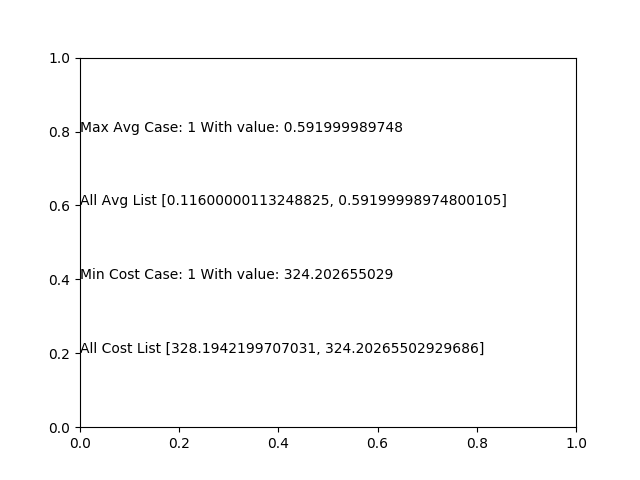 1.0
Max Avg Case: 1 With value: 0.591999989748
0.8
All Avg List [0.11600000113248825, 0.59199998974800105]
0.6
Min Cost Case: 1 With value: 324.202655029
0.4
All Cost List [328.1942199707031, 324.20265502929686]
0.2
0.0
0.0 0.2 0.4 0.6 0.8 1.0